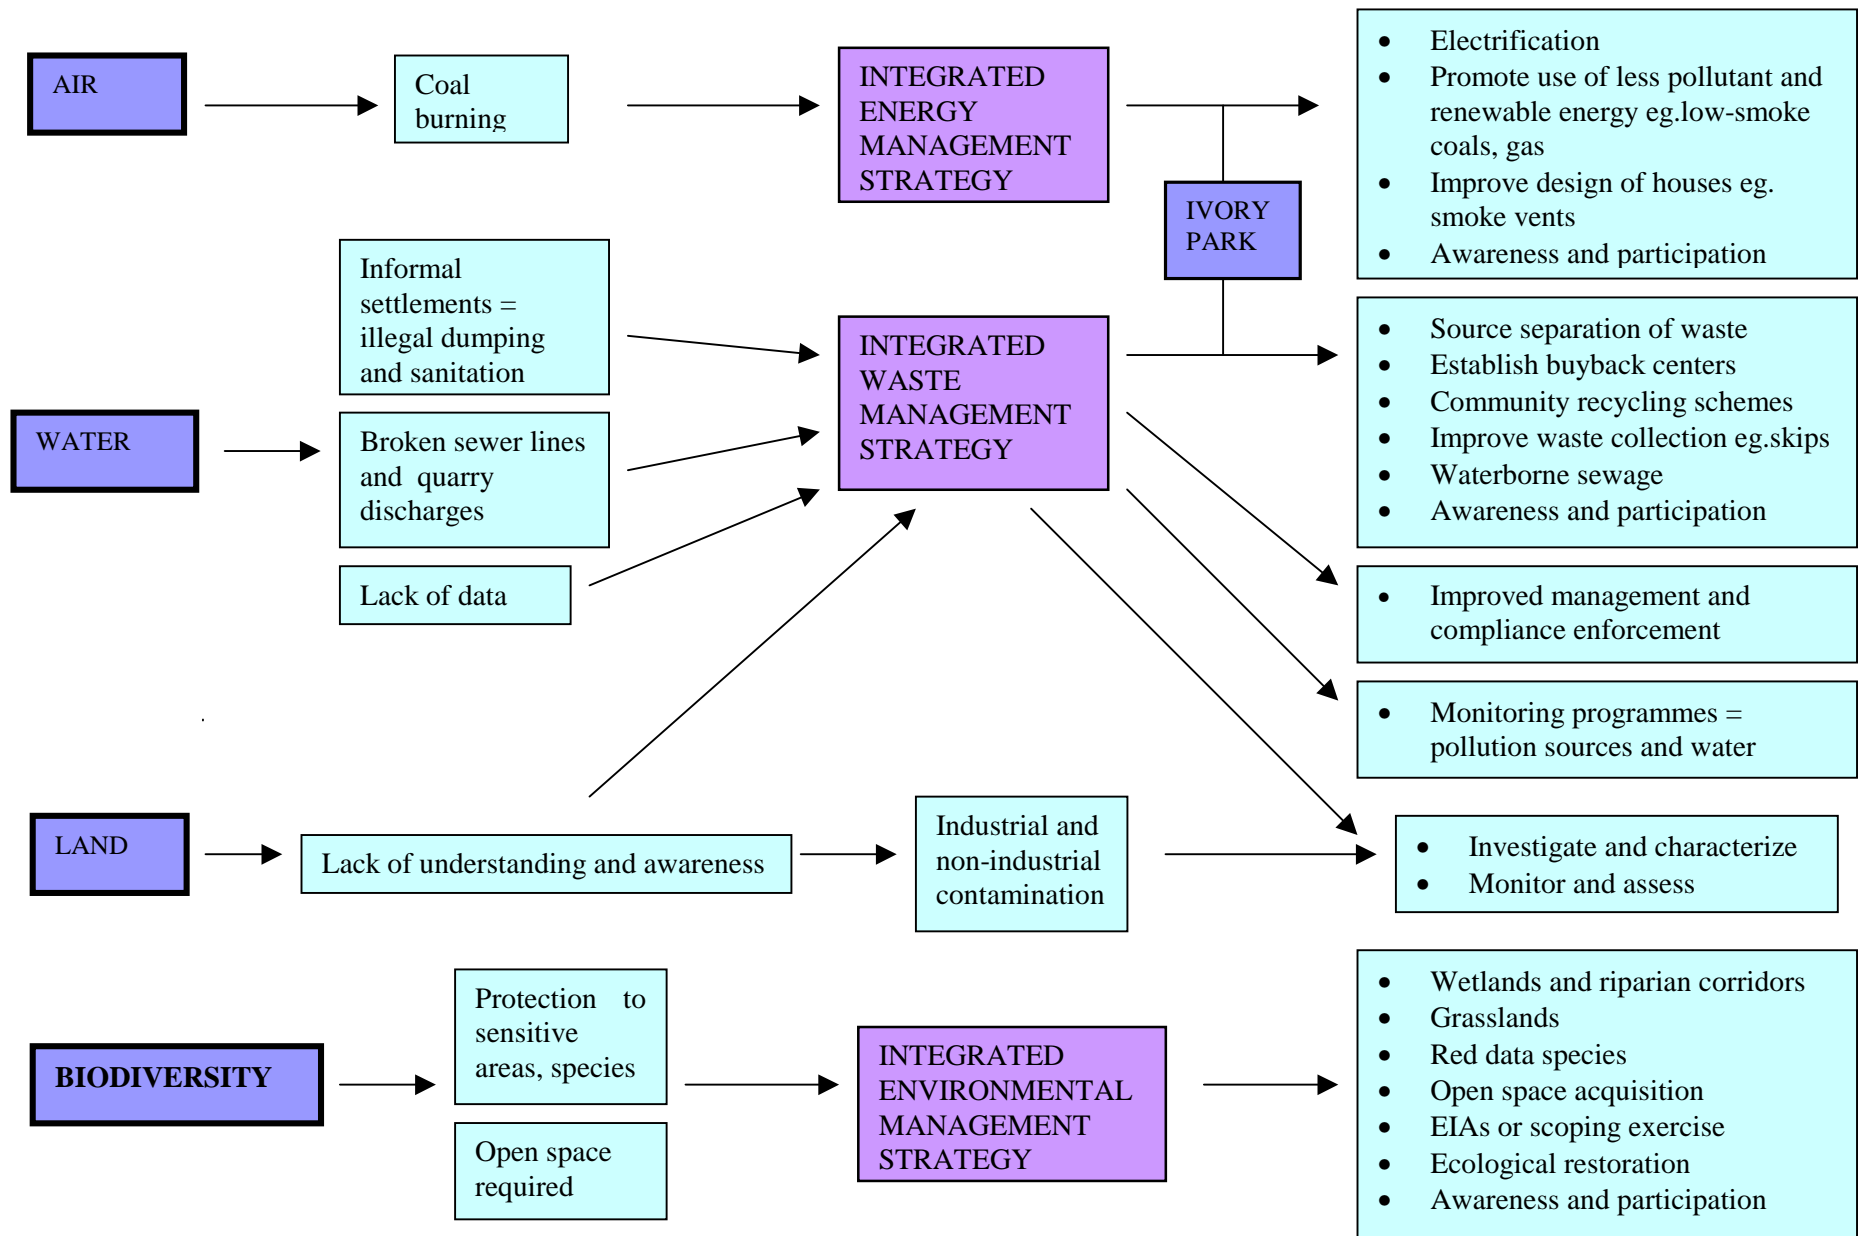 AIR
Coal
burning
INTEGRATED
ENERGY
MANAGEMENT
STRATEGY
• Electrification
• Promote use of less pollutant and
renewable energy eg.low-smoke
coals, gas
• Improve design of houses eg.
smoke vents
• Awareness and participation
IVORY
PARK
WATER
Informal
settlements =
illegal dumping
and sanitation
Broken sewer lines
and quarry
discharges
Lack of data
INTEGRATED
WASTE
MANAGEMENT
STRATEGY
• Source separation of waste
• Establish buyback centers
• Community recycling schemes
• Improve waste collection eg.skips
• Waterborne sewage
• Awareness and participation
• Improved management and
compliance enforcement
• Monitoring programmes =
pollution sources and water
LAND
Lack of understanding and awareness
Industrial and
non-industrial
contamination
• Investigate and characterize
• Monitor and assess
BIODIVERSITY
Protection to
sensitive
areas, species
Open space
required
INTEGRATED
ENVIRONMENTAL
MANAGEMENT
STRATEGY
• Wetlands and riparian corridors
• Grasslands
• Red data species
• Open space acquisition
• EIAs or scoping exercise
• Ecological restoration
• Awareness and participation